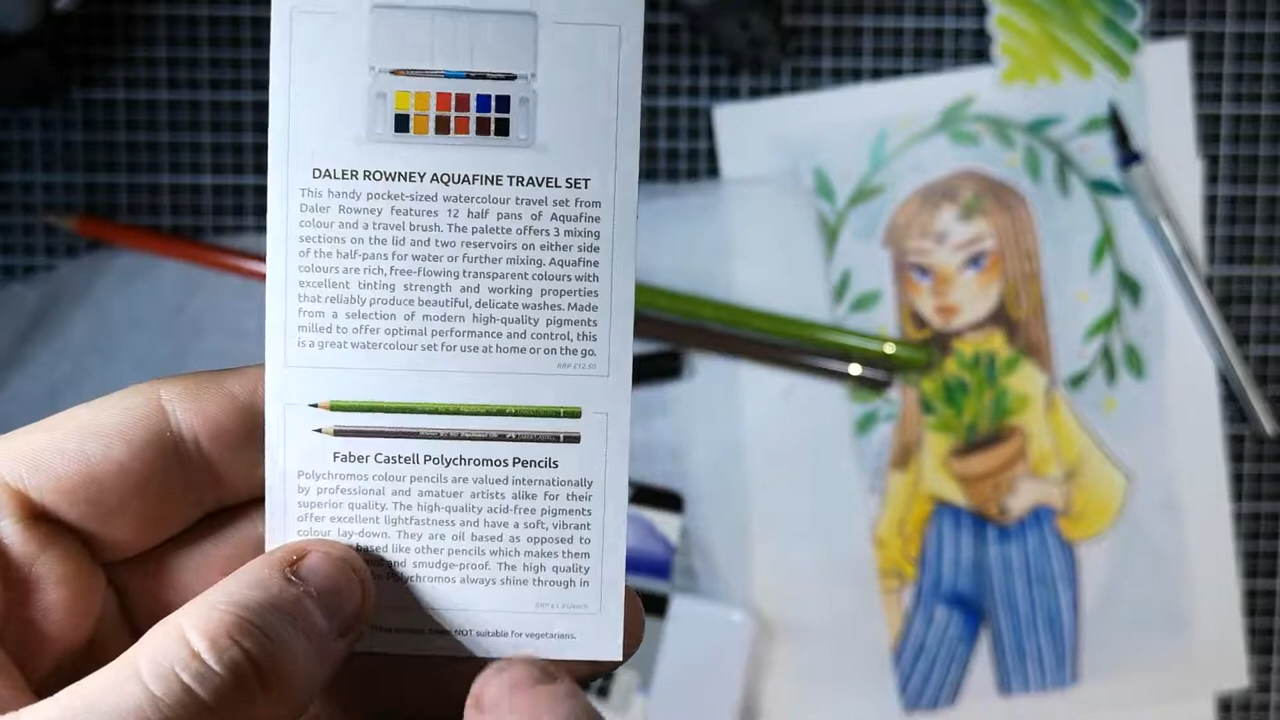 DALER ROWNEY AQUAFINE TRAVEL SET
This handy pocket-sized watercolour travel set from
Daler Rowney features 12 half pans of Aquafine
colour and a travel brush. The palette offers 3 mixing
sections on the lid and two reservoirs on either side
of the half-pans for water or further mixing. Aquafine
colours are rich, free-flowing transparent colours with
excellent tinting strength and working properties
that reliably produce beautiful, delicate washes. Made
from a selection of modern high-quality pigments
milled to offer optimal performance and control, this
is a great watercolour set for use at home or on the go.
RRP £12.50
FABER-CASTELL
Faber Castell Polychromos Pencils
Polychromos colour pencils are valued internationally
by professional and amatuer artists alike for their
superior quality. The high-quality acid-free pigments
offer excellent lightfastness and have a soft, vibrant
colour lay-down. They are oil based as opposed to
based like other pencils which makes them
and smudge-proof. The high quality
Polychromos always shine through in
NOT suitable for vegetarians.